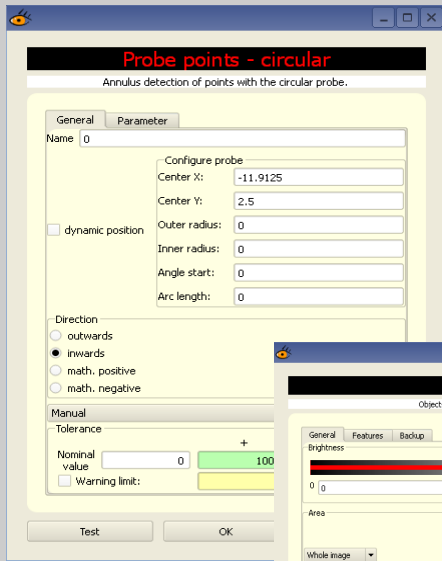 Probe points - circular
Annulus detection of points with the circular probe.
General Parameter
Name 0
Configure probe
Center X: -11.9125
Center Y: 2.5
dynamic position
Outer radius: 0
Inner radius: 0
Angle start: 0
Arc length: 0
Direction
outwards
inwards
math. positive
math. negative
Manual
Tolerance
+
Nominal value 0 100
Warning limit:
Test OK
Object
General Features Backup
Brightness
0 0
Area
Whole image